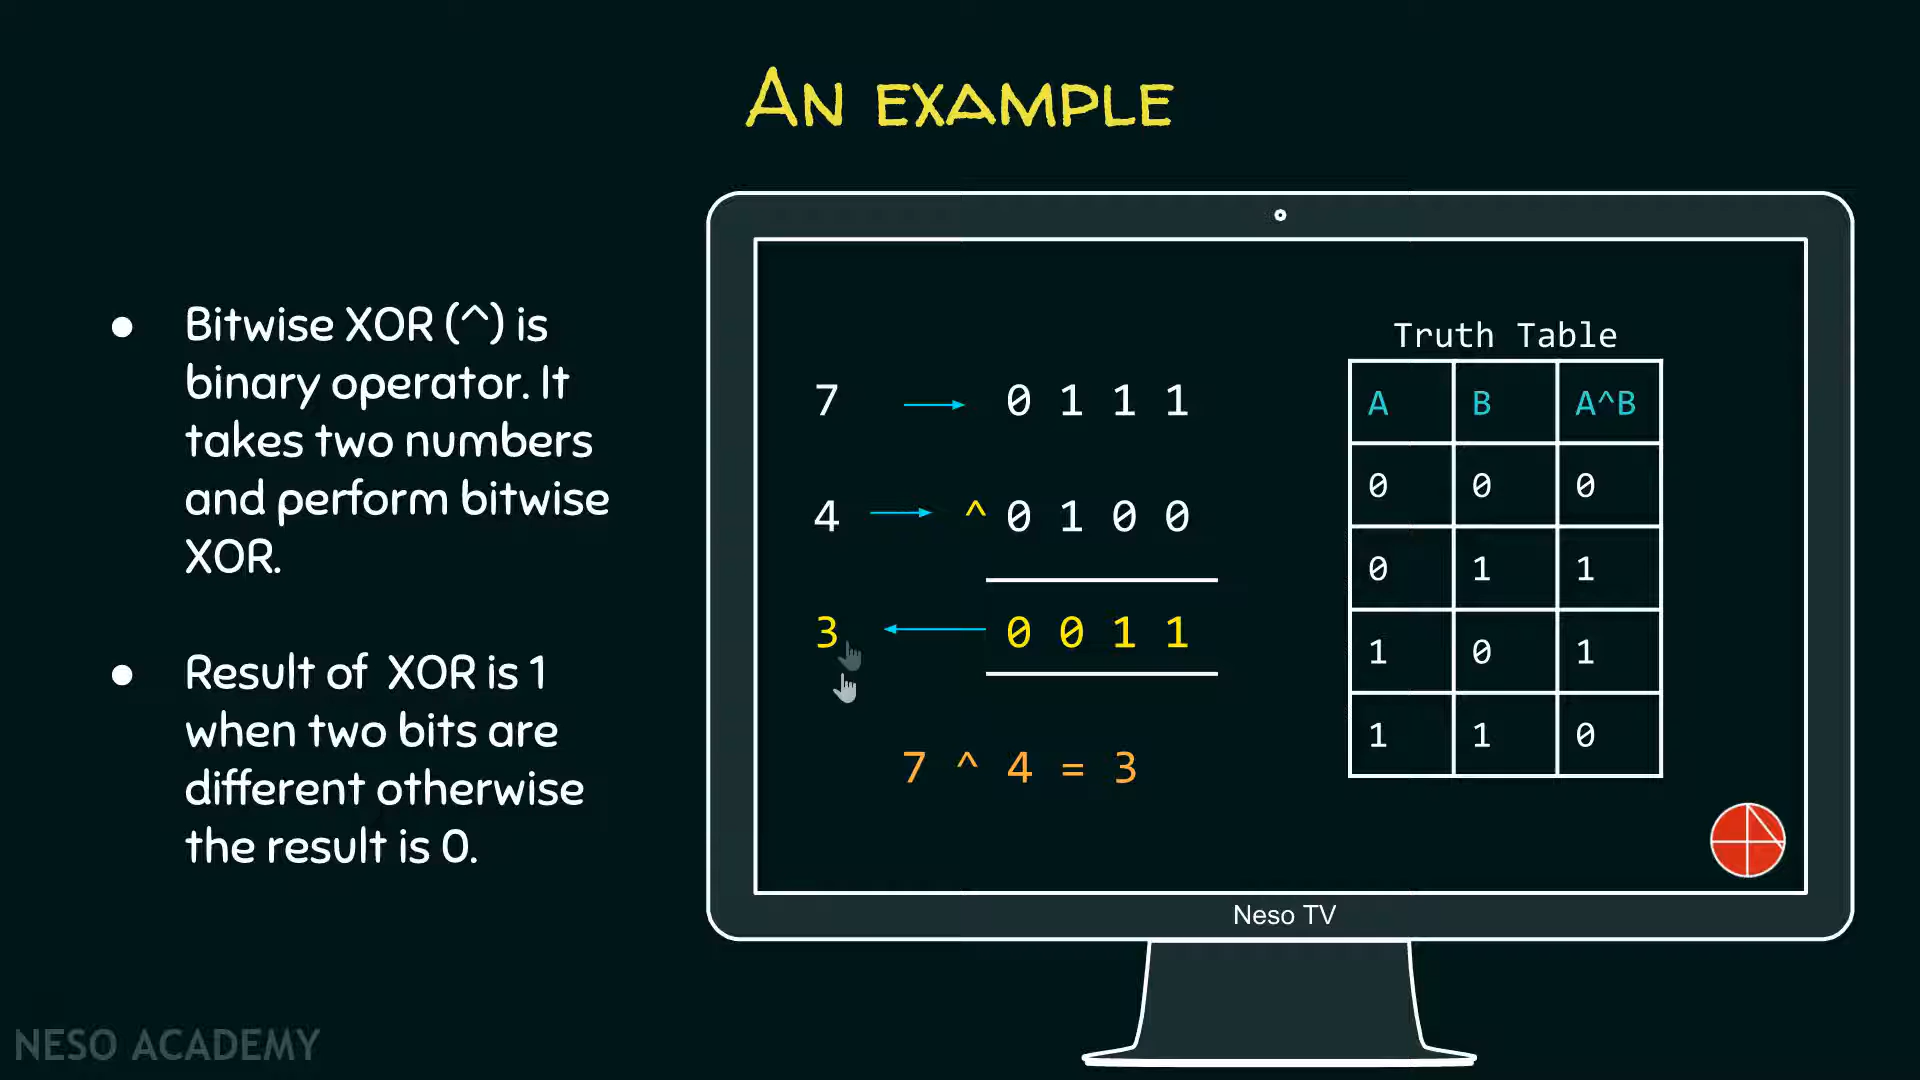 An example
● Bitwise XOR (^) is
binary operator. It
takes two numbers
and perform bitwise
XOR.
● Result of XOR is 1
when two bits are
different otherwise
the result is 0.
7 → 0 1 1 1
4 → ^ 0 1 0 0
3 ← 0 0 1 1
7 ^ 4 = 3
Truth Table
A B A^B
0 0 0
0 1 1
1 0 1
1 1 0
Neso TV
NESO ACADEMY